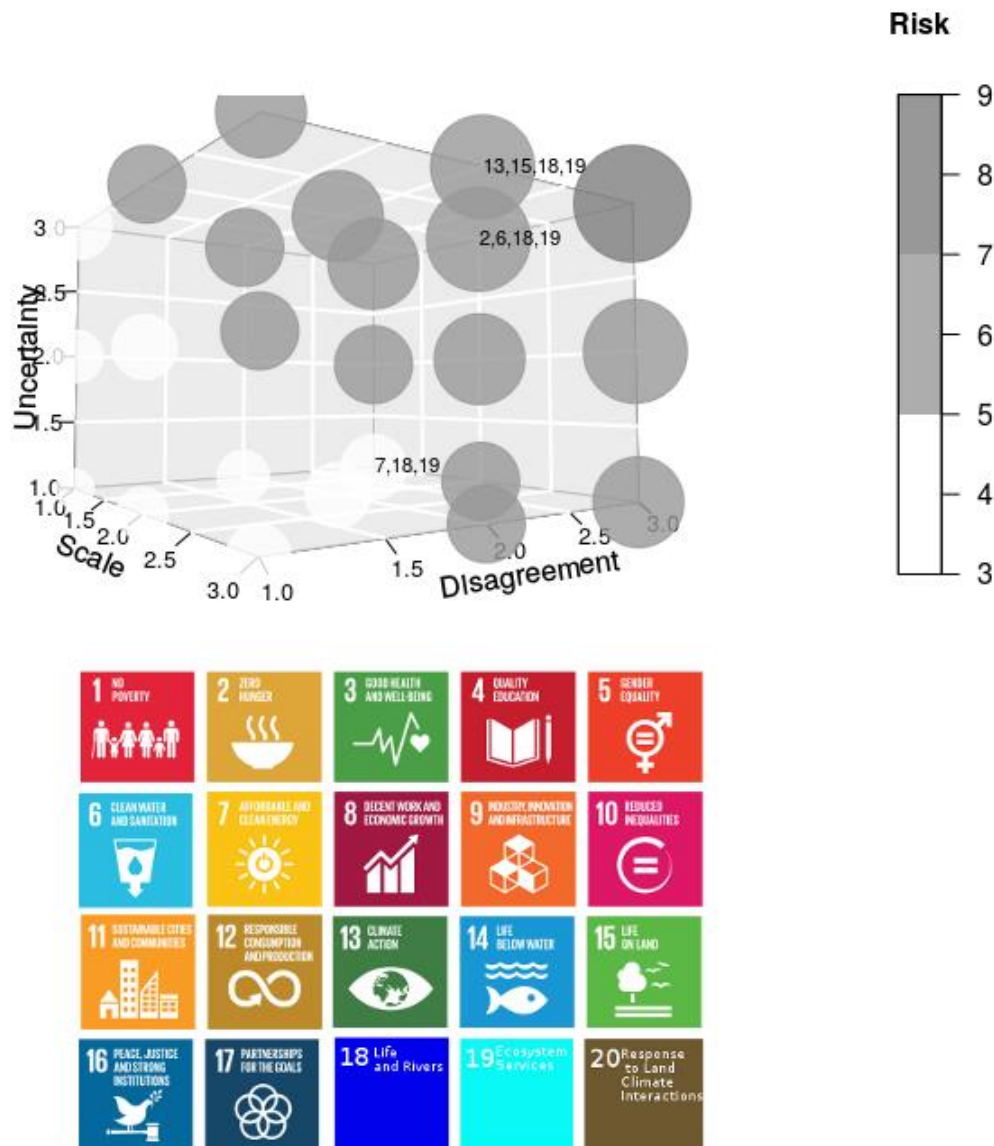 Risk
9
8
7
6
5
4
3
13,15,18,19
2,6,18,19
7,18,19
Uncertainty
3.0
2.5
2.0
1.5
1.0
Scale
1.0
1.5
2.0
2.5
3.0
DIsagreement
1.0
1.5
2.0
2.5
3.0
1 NO
POVERTY
2 ZERO
HUNGER
3 GOOD HEALTH
AND WELL-BEING
4 QUALITY
EDUCATION
5 GENDER
EQUALITY
6 CLEAN WATER
AND SANITATION
7 AFFORDABLE AND
CLEAN ENERGY
8 DECENT WORK AND
ECONOMIC GROWTH
9 INDUSTRY, INNOVATION
AND INFRASTRUCTURE
10 REDUCED
INEQUALITIES
11 SUSTAINABLE CITIES
AND COMMUNITIES
12 RESPONSIBLE
CONSUMPTION
AND PRODUCTION
13 CLIMATE
ACTION
14 LIFE
BELOW WATER
15 LIFE
ON LAND
16 PEACE, JUSTICE
AND STRONG
INSTITUTIONS
17 PARTNERSHIPS
FOR THE GOALS
18 Life
and Rivers
19 Ecosystem
Services
20 Response
to Land
Climate
Interactions